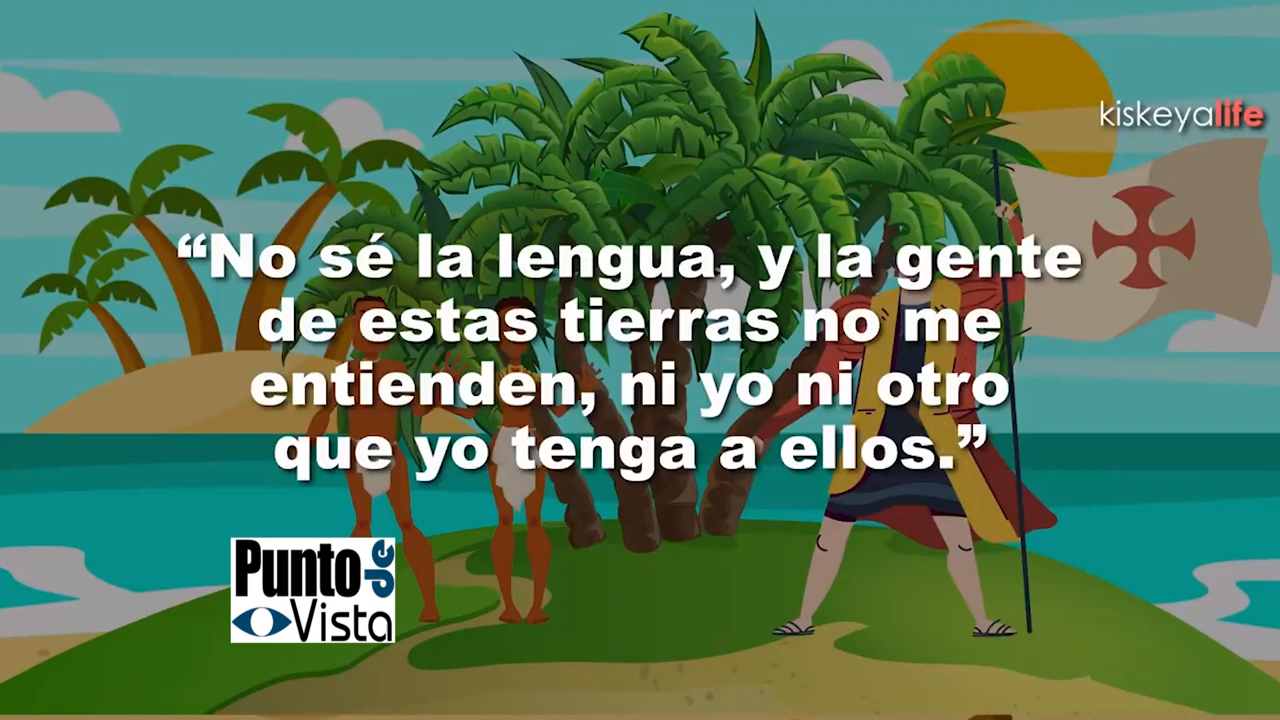 kiskeyalife
“No sé la lengua, y la gente
de estas tierras no me
entienden, ni yo ni otro
que yo tenga a ellos.”
Punto de
Vista